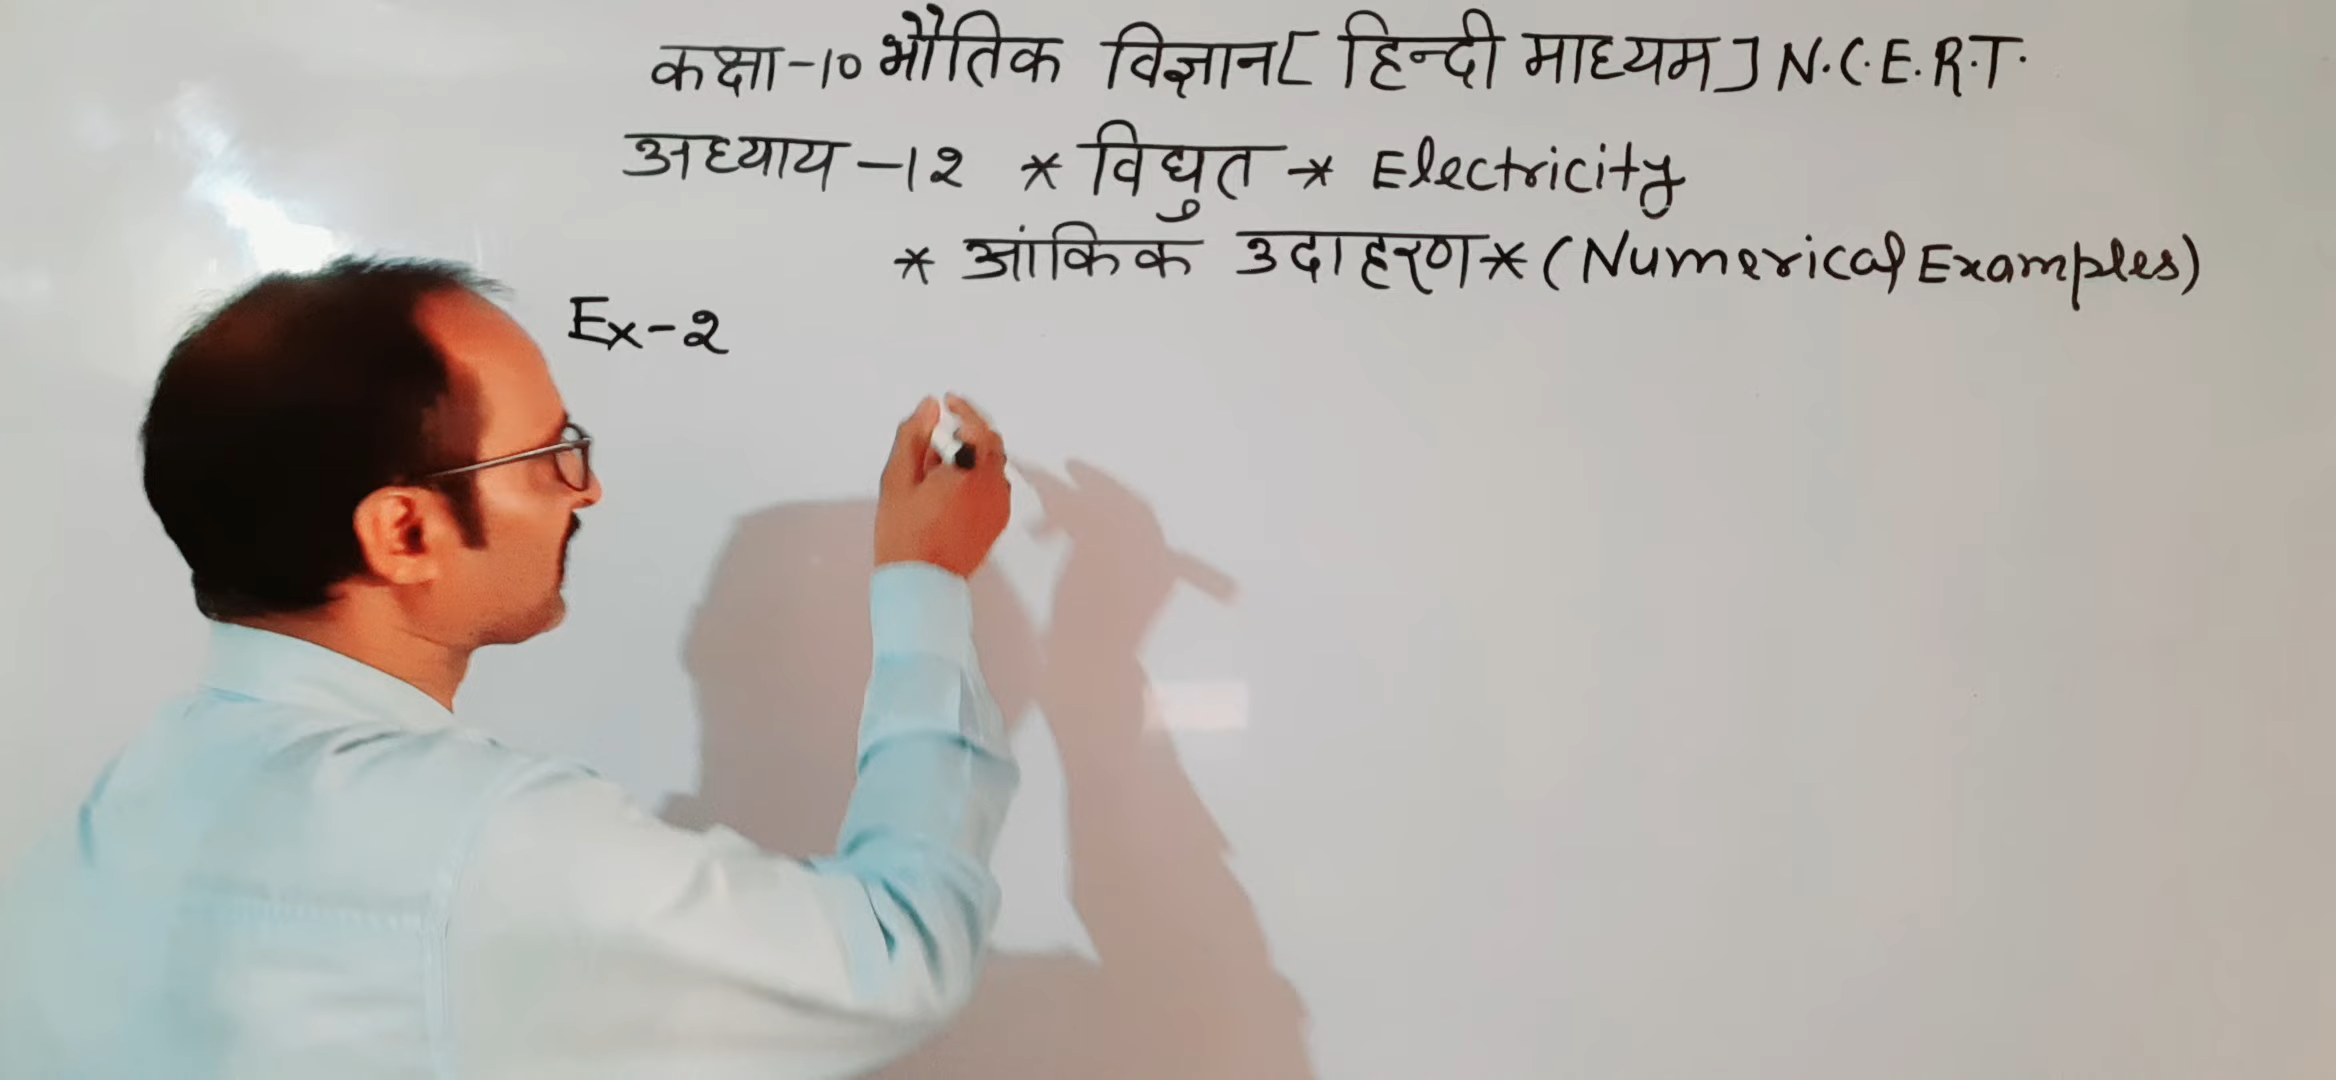 कक्षा-10 भौतिक विज्ञान [ हिन्दी माध्यम ] N.C.E.R.T.
अध्याय -12 * विधुत * Electricity
* आंकिक उदाहरण * (Numerical Examples)
Ex-2